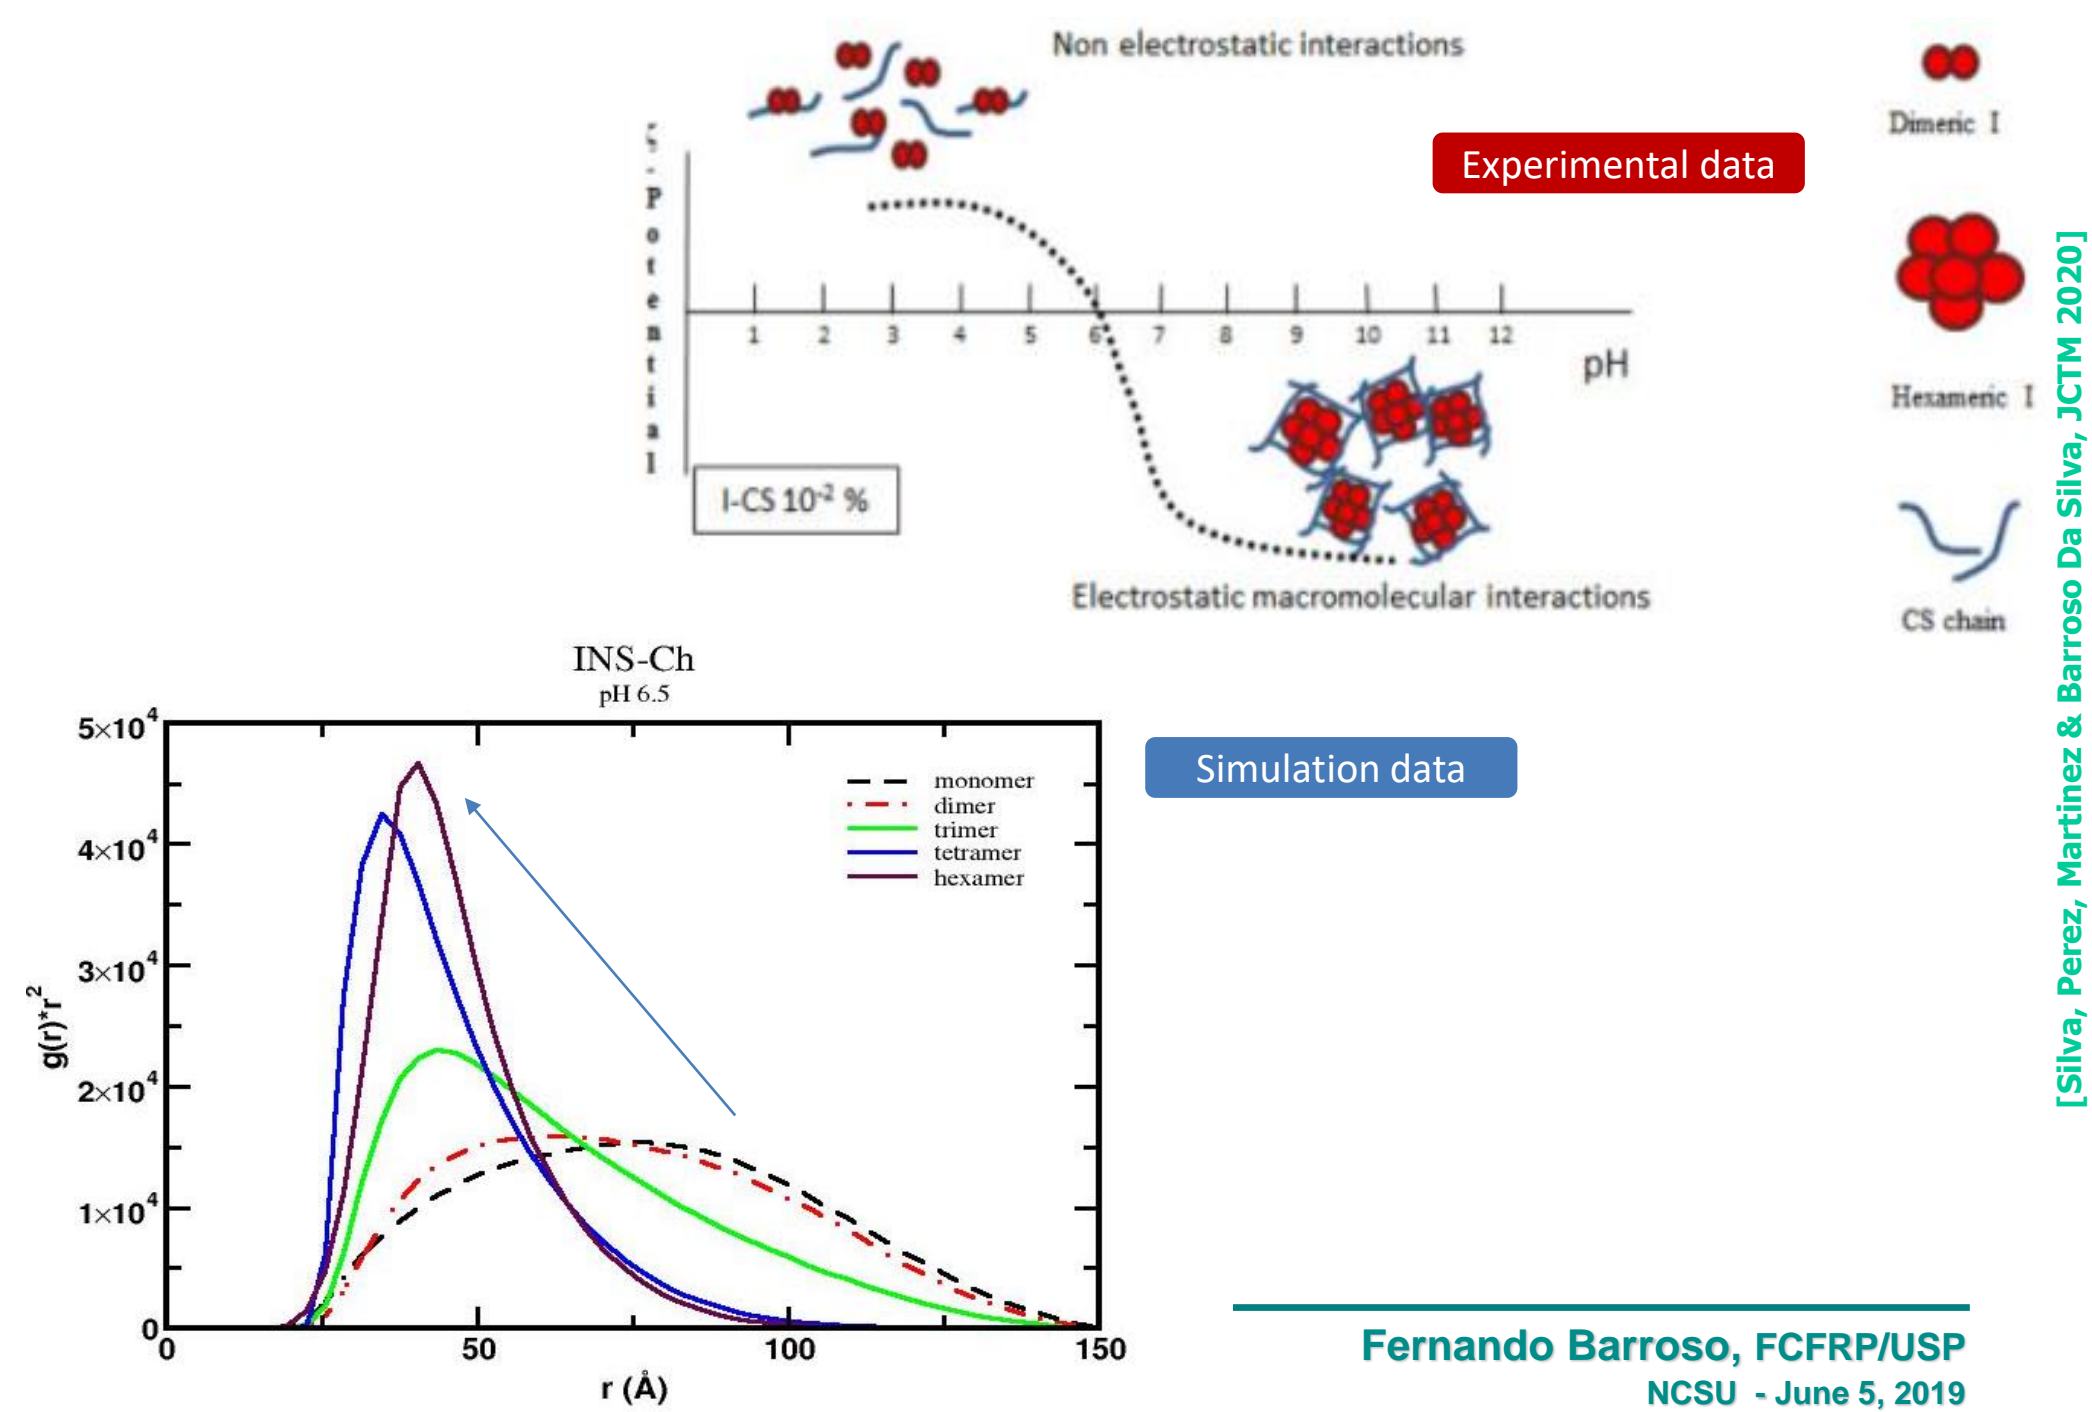 Non electrostatic interactions
Experimental data
Dimeric I
Hexameric I
CS chain
ζ-Potential
1 2 3 4 5 6 7 8 9 10 11 12
pH
I-CS 10⁻² %
Electrostatic macromolecular interactions
[Silva, Perez, Martinez & Barroso Da Silva, JCTM 2020]
INS-Ch
pH 6.5
Simulation data
monomer
dimer
trimer
tetramer
hexamer
5×10⁴
4×10⁴
3×10⁴
2×10⁴
1×10⁴
0
g(r)*r²
0 50 100 150
r (Å)
Fernando Barroso, FCFRP/USP
NCSU - June 5, 2019